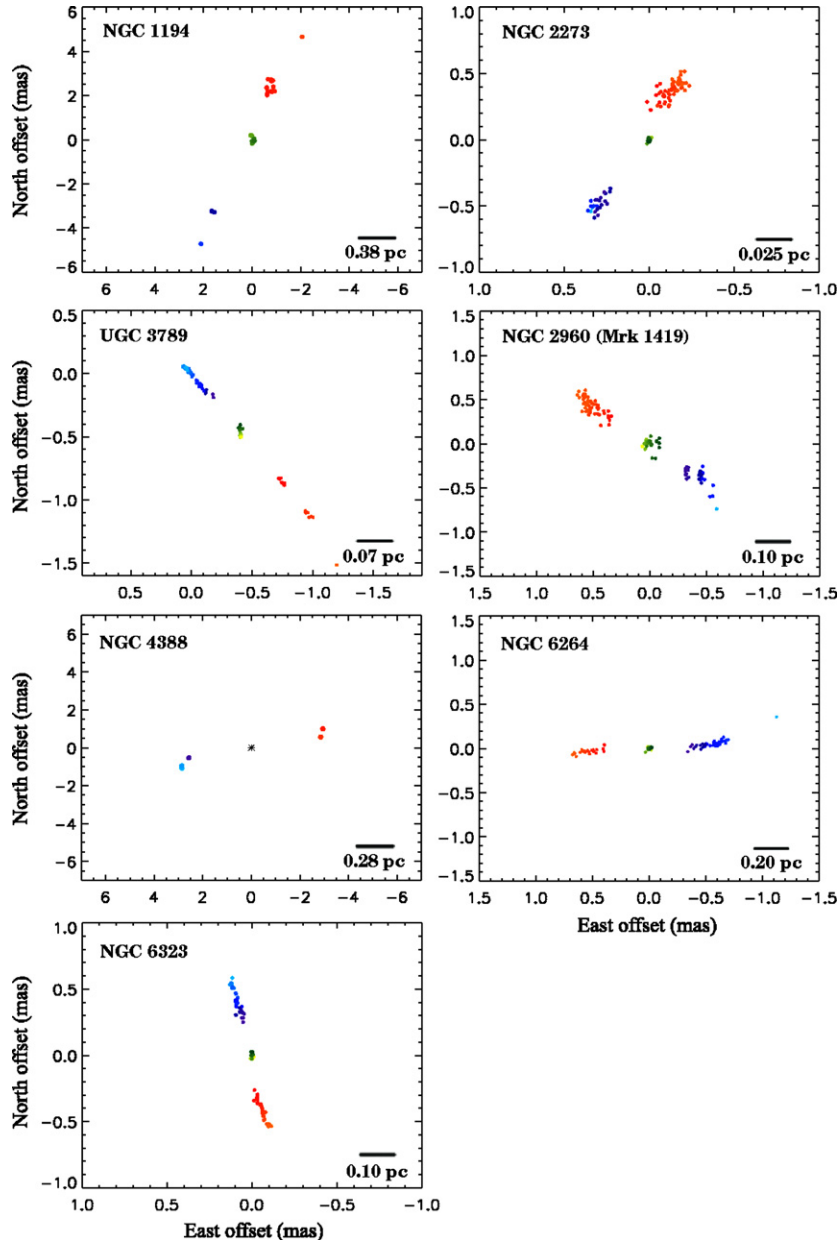 NGC 1194
North offset (mas)
6
4
2
0
−2
−4
−6
6 4 2 0 −2 −4 −6
0.38 pc
NGC 2273
1.0
0.5
0.0
−0.5
−1.0
1.0 0.5 0.0 −0.5 −1.0
0.025 pc
UGC 3789
North offset (mas)
0.5
0.0
−0.5
−1.0
−1.5
0.5 0.0 −0.5 −1.0 −1.5
0.07 pc
NGC 2960 (Mrk 1419)
1.5
1.0
0.5
0.0
−0.5
−1.0
−1.5
1.5 1.0 0.5 0.0 −0.5 −1.0 −1.5
0.10 pc
NGC 4388
North offset (mas)
6
4
2
0
−2
−4
−6
6 4 2 0 −2 −4 −6
0.28 pc
NGC 6264
1.5
1.0
0.5
0.0
−0.5
−1.0
−1.5
1.5 1.0 0.5 0.0 −0.5 −1.0 −1.5
0.20 pc
East offset (mas)
NGC 6323
North offset (mas)
1.0
0.5
0.0
−0.5
−1.0
1.0 0.5 0.0 −0.5 −1.0
0.10 pc
East offset (mas)